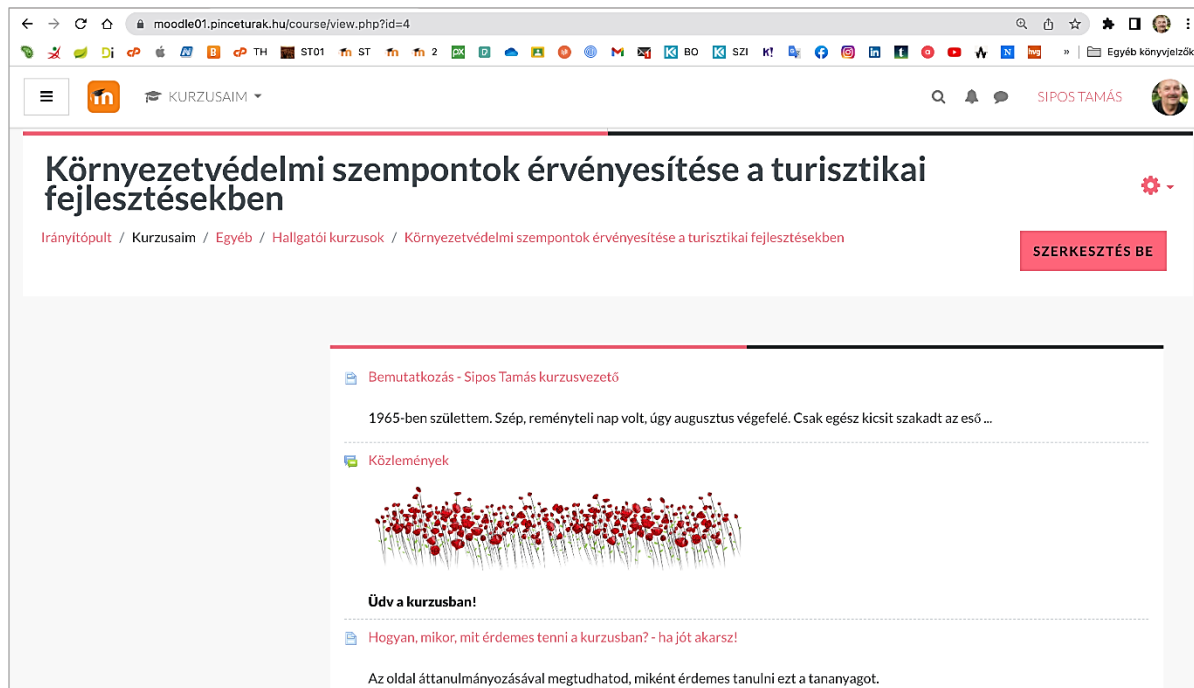 moodle01.pinceturak.hu/course/view.php?id=4
Di TH ST01 ST 2 BO SZI K! Egyéb könyvjelzők
KURZUSAIM SIPOS TAMÁS
Környezetvédelmi szempontok érvényesítése a turisztikai
fejlesztésekben
Irányítópult / Kurzusaim / Egyéb / Hallgatói kurzusok / Környezetvédelmi szempontok érvényesítése a turisztikai fejlesztésekben
SZERKESZTÉS BE
Bemutatkozás - Sipos Tamás kurzusvezető
1965-ben születtem. Szép, reményteli nap volt, úgy augusztus végefelé. Csak egész kicsit szakadt az eső ...
Közlemények
Üdv a kurzusban!
Hogyan, mikor, mit érdemes tenni a kurzusban? - ha jót akarsz!
Az oldal áttanulmányozásával megtudhatod, miként érdemes tanulni ezt a tananyagot.